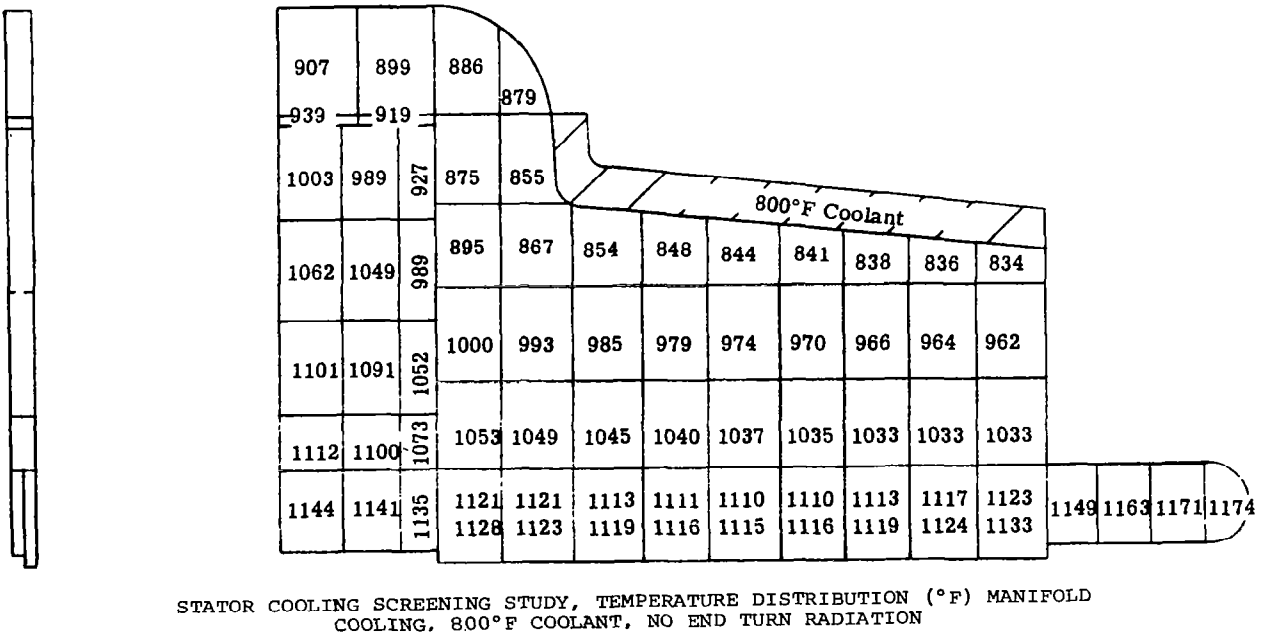 907 899 886
879
939 919
1003 989 927 875 855
800°F Coolant
895 867 854 848 844 841 838 836 834
1062 1049 989
1000 993 985 979 974 970 966 964 962
1101 1091 1052
1053 1049 1045 1040 1037 1035 1033 1033 1033
1112 1100 1073
1121 1121 1113 1111 1110 1110 1113 1117 1123
1144 1141 1135 1149 1163 1171 1174
1128 1123 1119 1116 1115 1116 1119 1124 1133
STATOR COOLING SCREENING STUDY, TEMPERATURE DISTRIBUTION (°F) MANIFOLD
COOLING, 800°F COOLANT, NO END TURN RADIATION